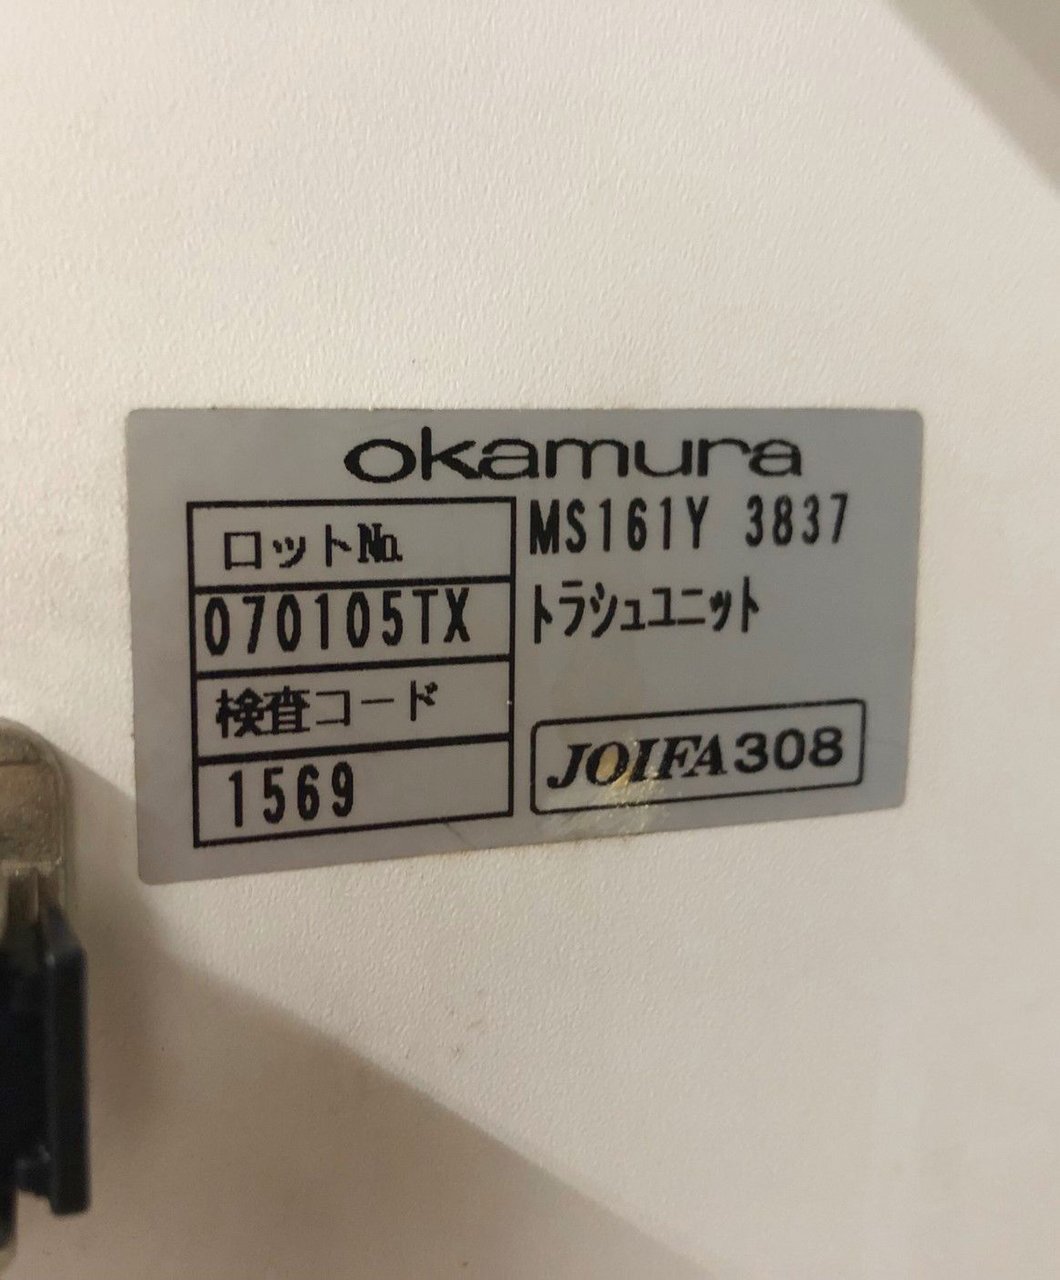 okamura
ロット№
070105TX
検査コード
1569
MS161Y 3837
トラシュユニット
JOIFA308